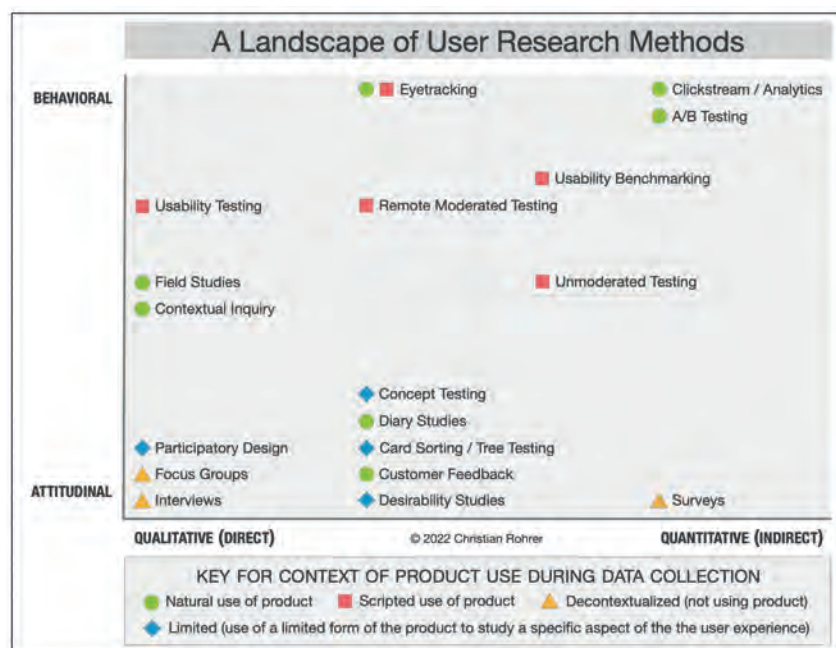 A Landscape of User Research Methods
BEHAVIORAL
Eyetracking
Clickstream / Analytics
A/B Testing
Usability Benchmarking
Usability Testing
Remote Moderated Testing
Field Studies
Unmoderated Testing
Contextual Inquiry
Concept Testing
Diary Studies
Participatory Design
Card Sorting / Tree Testing
Focus Groups
Customer Feedback
ATTITUDINAL
Interviews
Desirability Studies
Surveys
QUALITATIVE (DIRECT)
© 2022 Christian Rohrer
QUANTITATIVE (INDIRECT)
KEY FOR CONTEXT OF PRODUCT USE DURING DATA COLLECTION
Natural use of product
Scripted use of product
Decontextualized (not using product)
Limited (use of a limited form of the product to study a specific aspect of the the user experience)